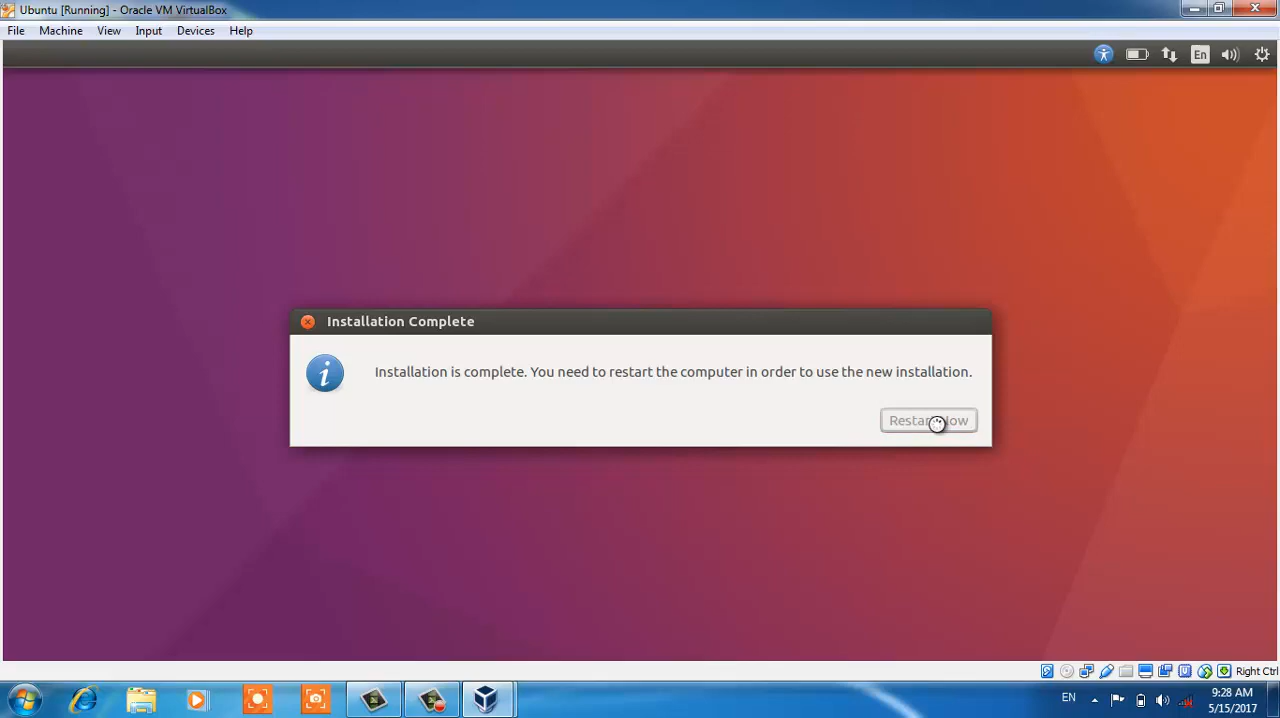 Ubuntu [Running] - Oracle VM VirtualBox
File Machine View Input Devices Help
En
Installation Complete
Installation is complete. You need to restart the computer in order to use the new installation.
Restart Now
Right Ctrl
EN
9:28 AM
5/15/2017